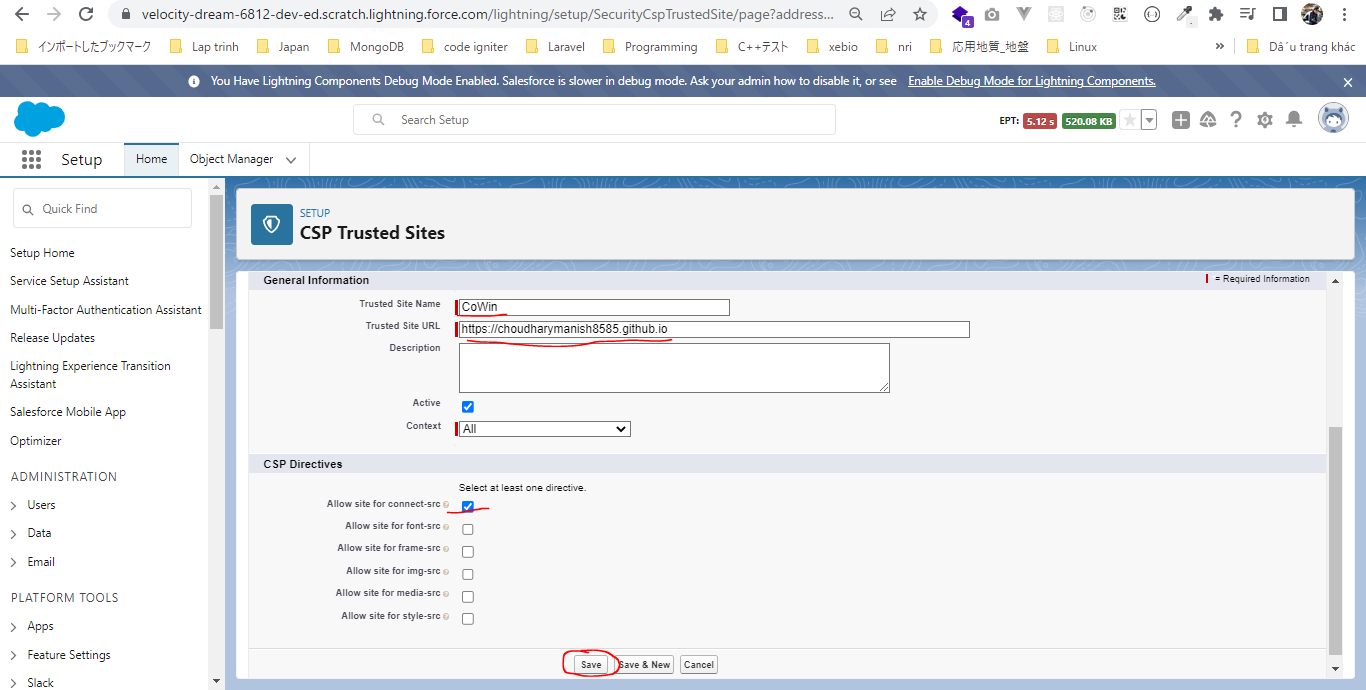 velocity-dream-6812-dev-ed.scratch.lightning.force.com/lightning/setup/SecurityCspTrustedSite/page?address...
4
インポートしたブックマーク Lap trinh Japan MongoDB code igniter Laravel Programming C++テスト xebio nri 応用地質_地盤 Linux » Dấu trang khác
You Have Lightning Components Debug Mode Enabled. Salesforce is slower in debug mode. Ask your admin how to disable it, or see Enable Debug Mode for Lightning Components.
Search Setup
EPT: 5.12 s 520.08 KB
Setup Home Object Manager
Quick Find
Setup Home
Service Setup Assistant
Multi-Factor Authentication Assistant
Release Updates
Lightning Experience Transition
Assistant
Salesforce Mobile App
Optimizer
ADMINISTRATION
Users
Data
Email
PLATFORM TOOLS
Apps
Feature Settings
Slack
SETUP
CSP Trusted Sites
General Information
= Required Information
Trusted Site Name CoWin
Trusted Site URL https://choudharymanish8585.github.io
Description
Active
Context All
CSP Directives
Select at least one directive.
Allow site for connect-src
Allow site for font-src
Allow site for frame-src
Allow site for img-src
Allow site for media-src
Allow site for style-src
Save Save & New Cancel